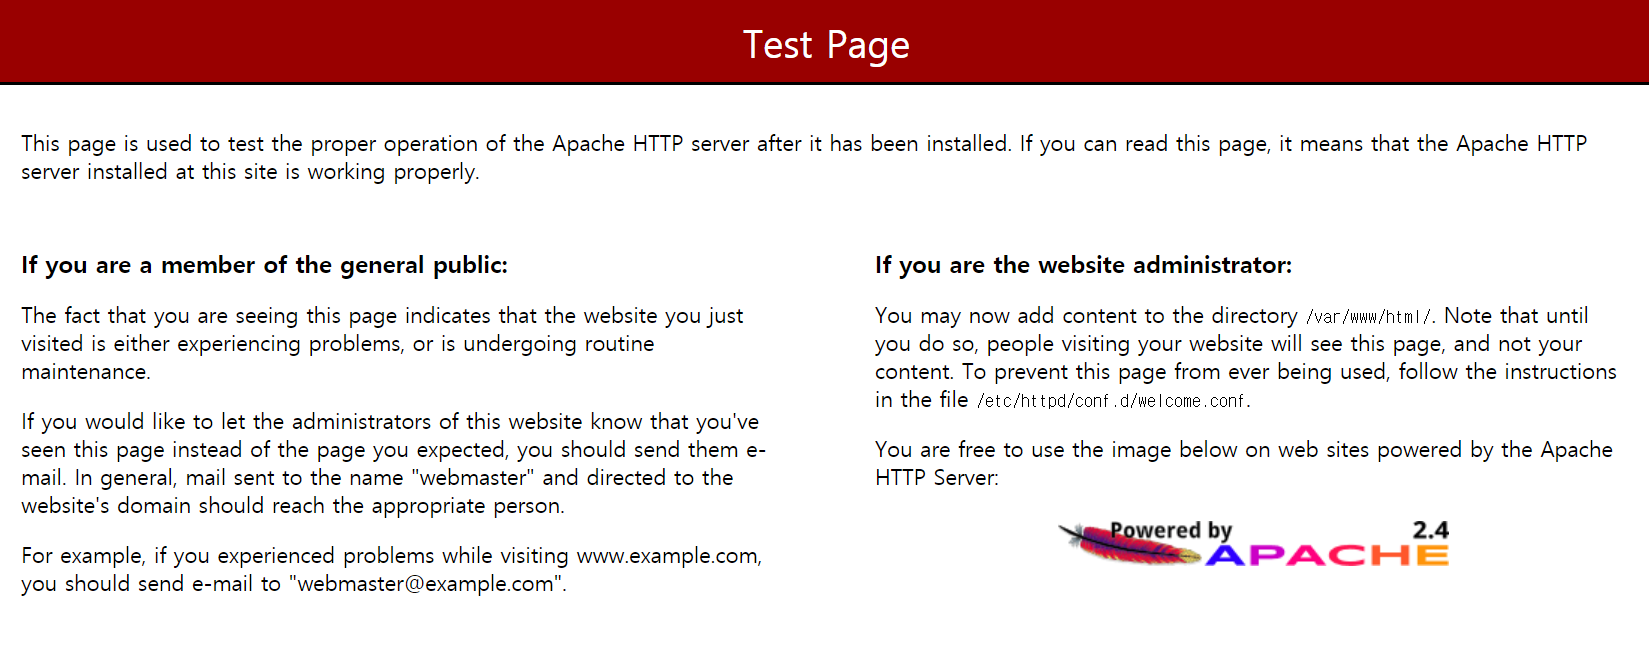 Test Page
This page is used to test the proper operation of the Apache HTTP server after it has been installed. If you can read this page, it means that the Apache HTTP
server installed at this site is working properly.
If you are a member of the general public:
The fact that you are seeing this page indicates that the website you just
visited is either experiencing problems, or is undergoing routine
maintenance.
If you would like to let the administrators of this website know that you've
seen this page instead of the page you expected, you should send them e-
mail. In general, mail sent to the name "webmaster" and directed to the
website's domain should reach the appropriate person.
For example, if you experienced problems while visiting www.example.com,
you should send e-mail to "webmaster@example.com".
If you are the website administrator:
You may now add content to the directory /var/www/html/. Note that until
you do so, people visiting your website will see this page, and not your
content. To prevent this page from ever being used, follow the instructions
in the file /etc/httpd/conf.d/welcome.conf.
You are free to use the image below on web sites powered by the Apache
HTTP Server:
Powered by 2.4
APACHE